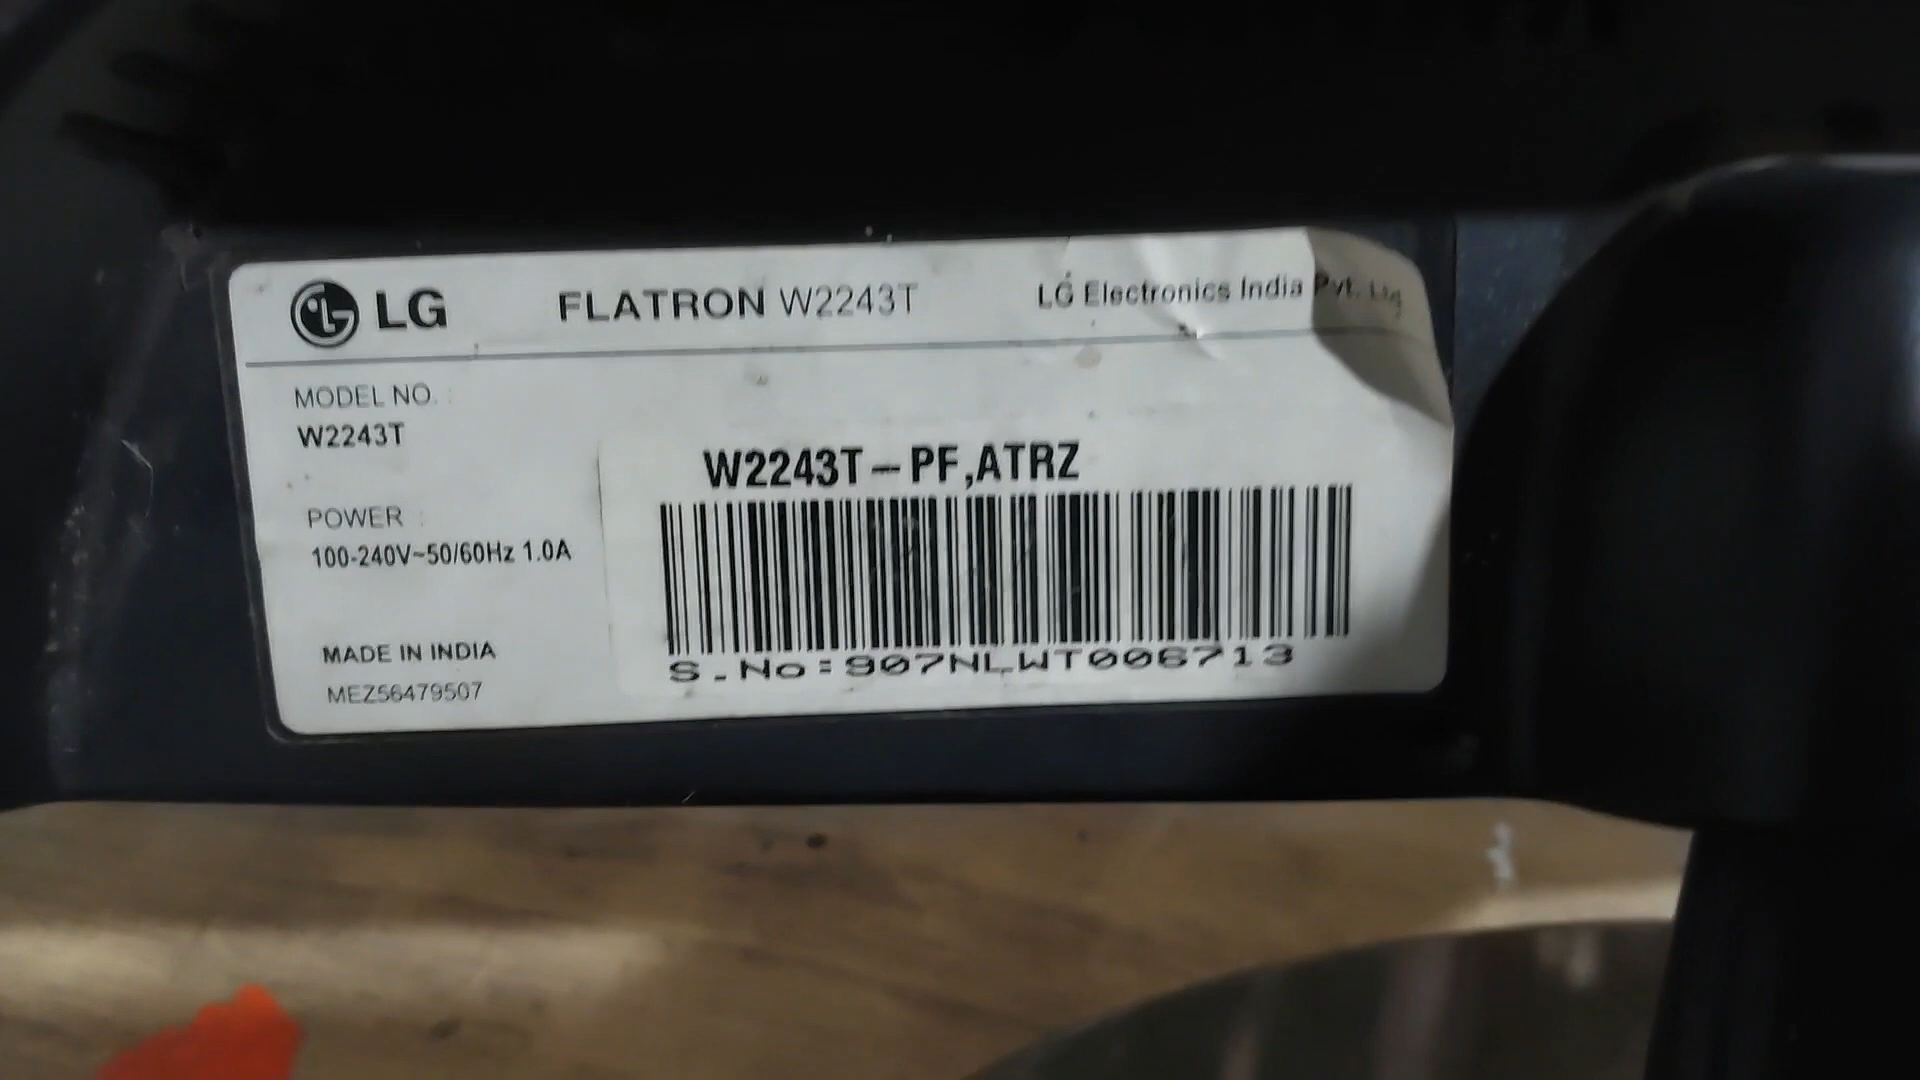 LG FLATRON W2243T LG Electronics India Pvt. Ltd
MODEL NO. :
W2243T
W2243T-PF,ATRZ
POWER :
100-240V~50/60Hz 1.0A
MADE IN INDIA
S.No:907NLWT006713
MEZ56479507